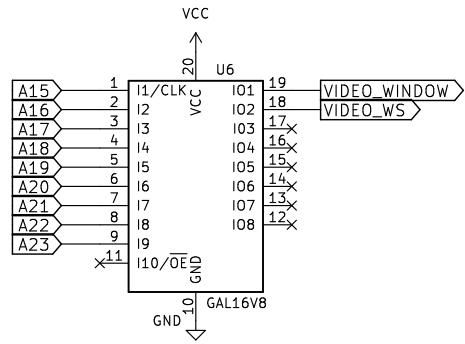 VCC
20
U6
A15 1 I1/CLK VCC IO1 19 VIDEO_WINDOW
A16 2 I2 IO2 18 VIDEO_WS
A17 3 I3 IO3 17
A18 4 I4 IO4 16
A19 5 I5 IO5 15
A20 6 I6 IO6 14
A21 7 I7 IO7 13
A22 8 I8 IO8 12
A23 9 I9
11 I10/OE GND
10 GAL16V8
GND